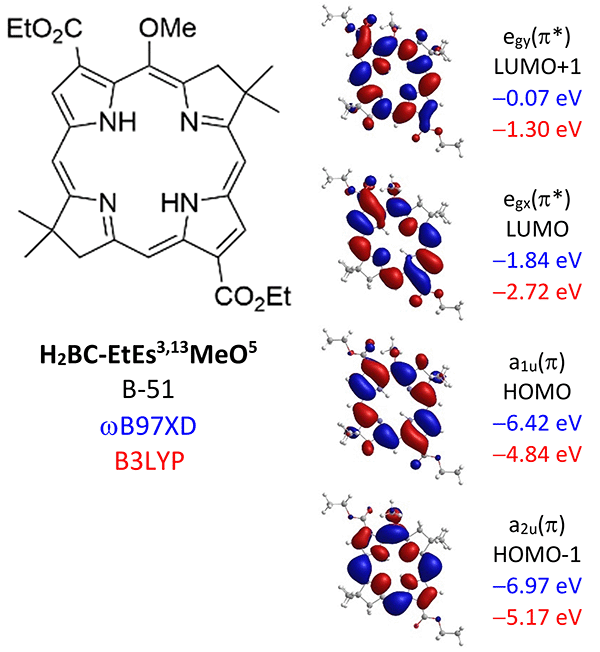 EtO₂C
OMe
NH
N
N
HN
CO₂Et
H₂BC-EtEs³,¹³MeO⁵
B-51
ωB97XD
B3LYP
e_gy(π*)
LUMO+1
−0.07 eV
−1.30 eV
e_gx(π*)
LUMO
−1.84 eV
−2.72 eV
a₁ᵤ(π)
HOMO
−6.42 eV
−4.84 eV
a₂ᵤ(π)
HOMO-1
−6.97 eV
−5.17 eV